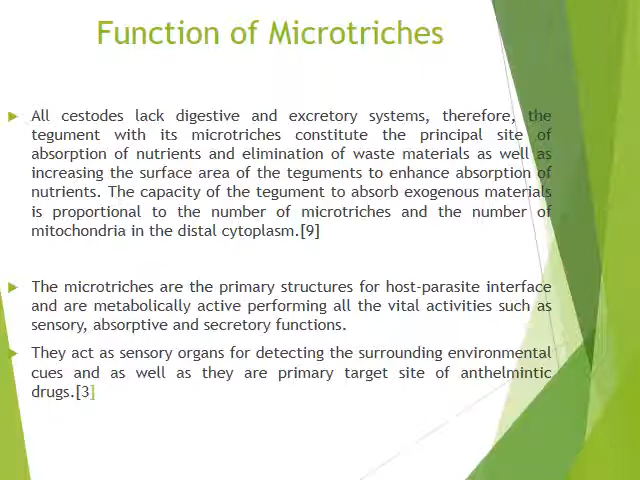 Function of Microtriches
All cestodes lack digestive and excretory systems, therefore, the
tegument with its microtriches constitute the principal site of
absorption of nutrients and elimination of waste materials as well as
increasing the surface area of the teguments to enhance absorption of
nutrients. The capacity of the tegument to absorb exogenous materials
is proportional to the number of microtriches and the number of
mitochondria in the distal cytoplasm.[9]
The microtriches are the primary structures for host-parasite interface
and are metabolically active performing all the vital activities such as
sensory, absorptive and secretory functions.
They act as sensory organs for detecting the surrounding environmental
cues and as well as they are primary target site of anthelmintic
drugs.[3]